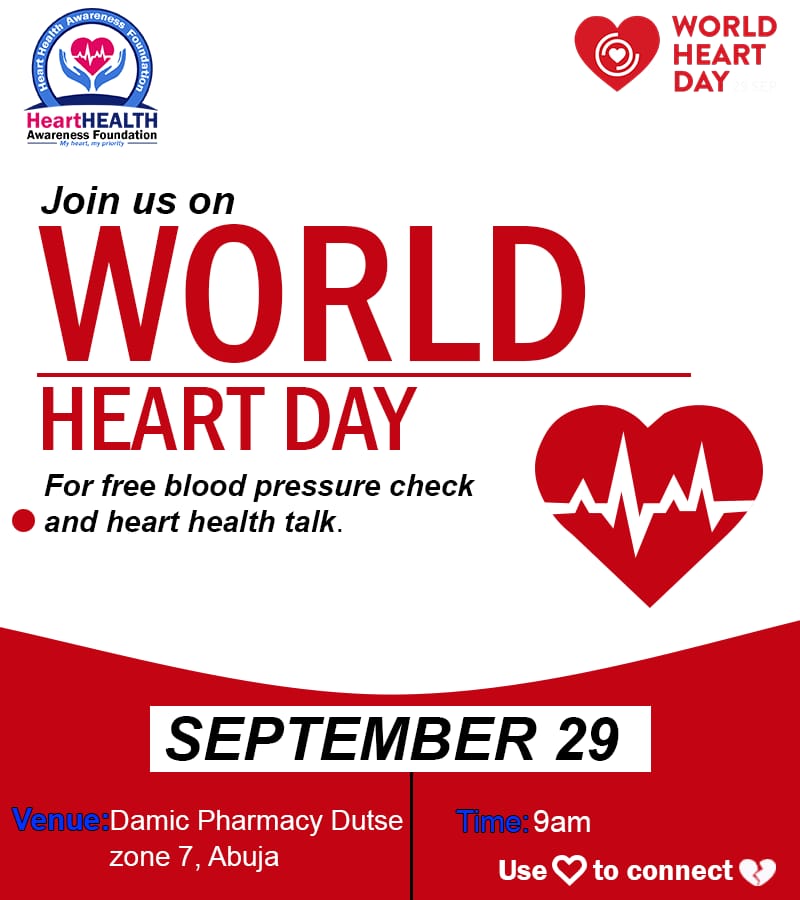 Heart Health Awareness Foundation
HeartHEALTH
Awareness Foundation
My heart, my priority
WORLD
HEART
DAY 29 SEP
Join us on
WORLD
HEART DAY
For free blood pressure check
and heart health talk.
SEPTEMBER 29
Venue:Damic Pharmacy Dutse
zone 7, Abuja
Time: 9am
Use to connect